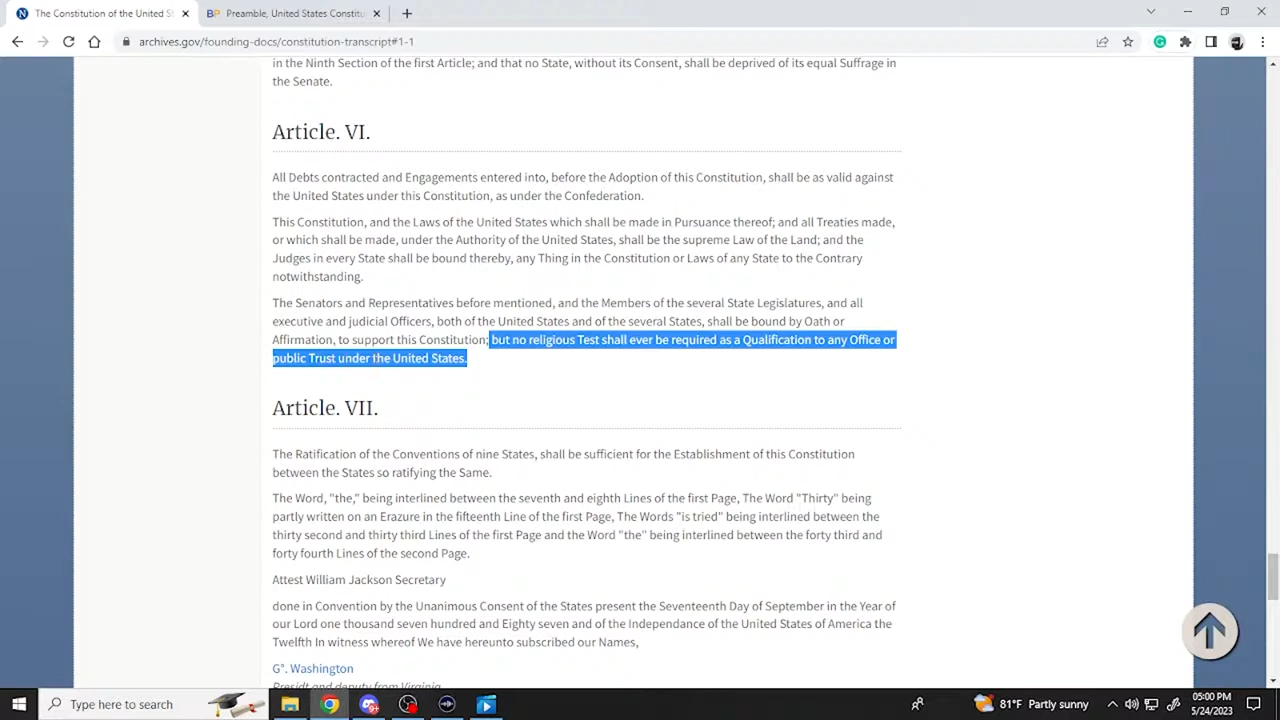 The Constitution of the United S
Preamble, United States Constitu
archives.gov/founding-docs/constitution-transcript#1-1
in the Ninth Section of the first Article; and that no State, without its Consent, shall be deprived of its equal Suffrage in
the Senate.
Article. VI.
All Debts contracted and Engagements entered into, before the Adoption of this Constitution, shall be as valid against
the United States under this Constitution, as under the Confederation.
This Constitution, and the Laws of the United States which shall be made in Pursuance thereof; and all Treaties made,
or which shall be made, under the Authority of the United States, shall be the supreme Law of the Land; and the
Judges in every State shall be bound thereby, any Thing in the Constitution or Laws of any State to the Contrary
notwithstanding.
The Senators and Representatives before mentioned, and the Members of the several State Legislatures, and all
executive and judicial Officers, both of the United States and of the several States, shall be bound by Oath or
Affirmation, to support this Constitution; but no religious Test shall ever be required as a Qualification to any Office or
public Trust under the United States.
Article. VII.
The Ratification of the Conventions of nine States, shall be sufficient for the Establishment of this Constitution
between the States so ratifying the Same.
The Word, "the," being interlined between the seventh and eighth Lines of the first Page, The Word "Thirty" being
partly written on an Erazure in the fifteenth Line of the first Page, The Words "is tried" being interlined between the
thirty second and thirty third Lines of the first Page and the Word "the" being interlined between the forty third and
forty fourth Lines of the second Page.
Attest William Jackson Secretary
done in Convention by the Unanimous Consent of the States present the Seventeenth Day of September in the Year of
our Lord one thousand seven hundred and Eighty seven and of the Independance of the United States of America the
Twelfth In witness whereof We have hereunto subscribed our Names,
G°. Washington
Presidt and deputy from Virginia
Type here to search
81°F Partly sunny
05:00 PM
5/24/2023